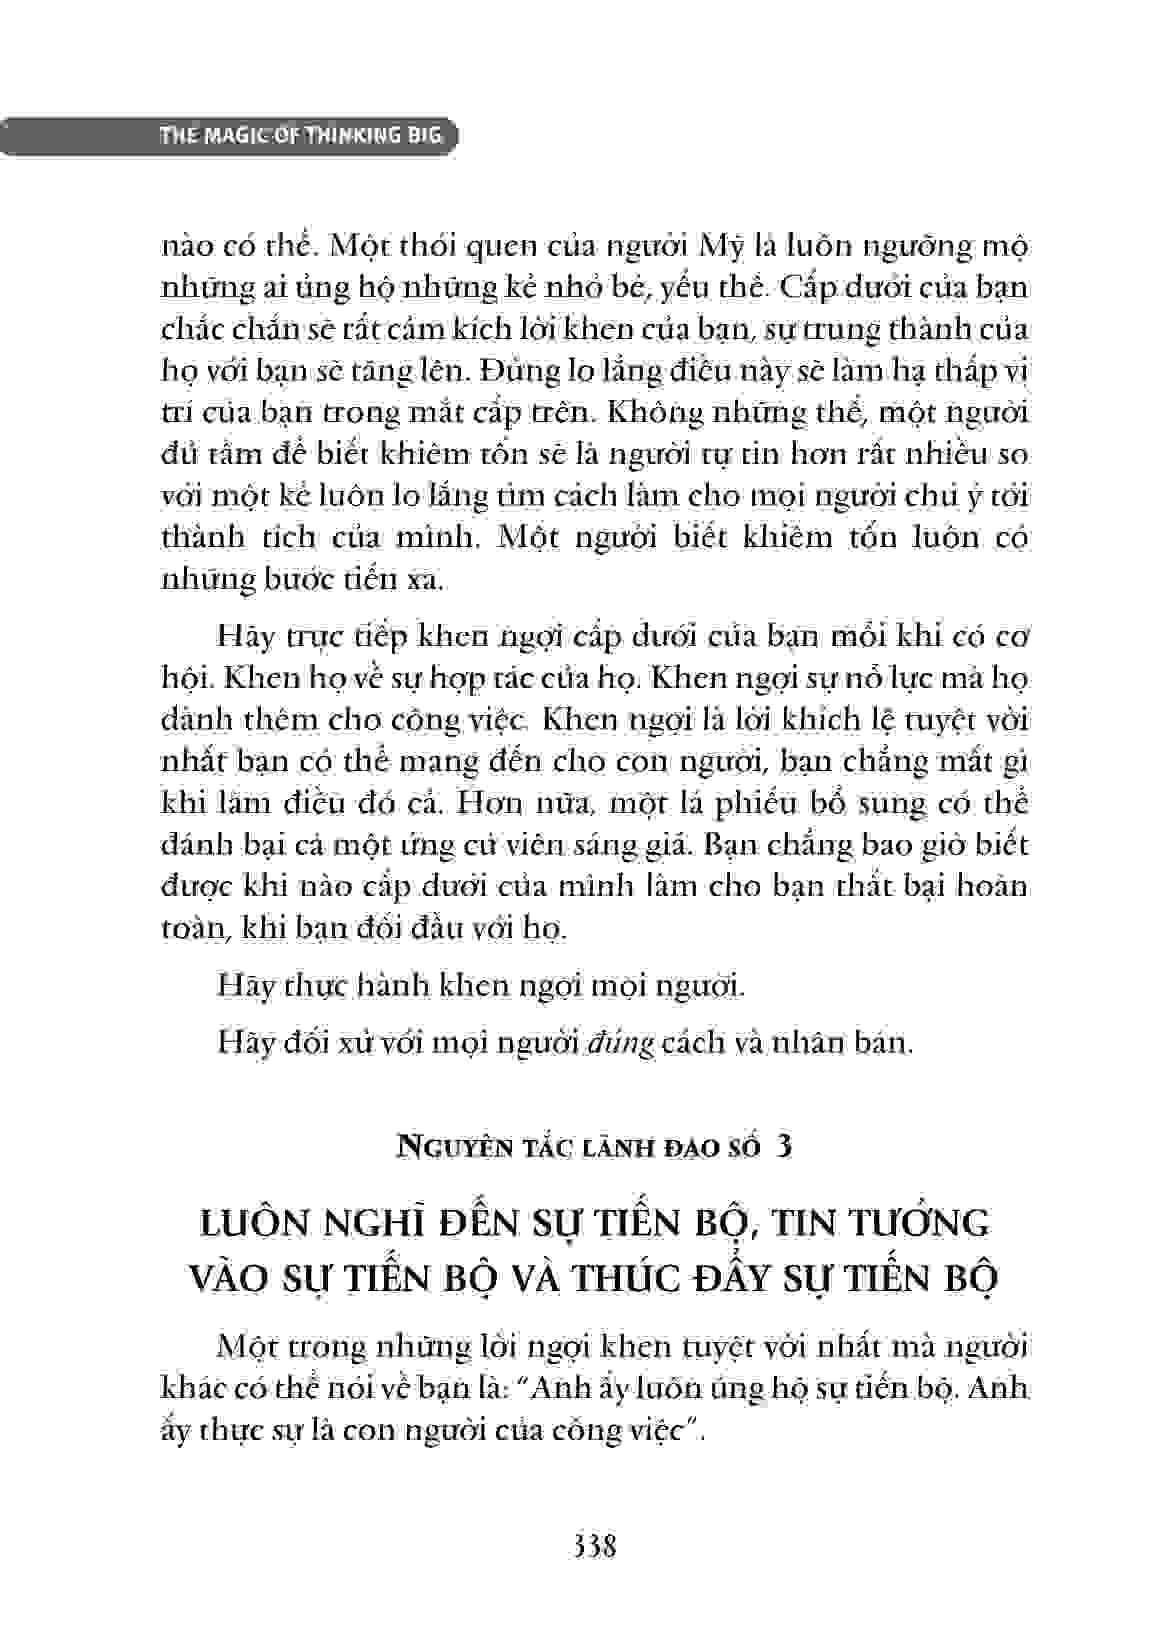 THE MAGIC OF THINKING BIG
nào có thể. Một thói quen của người Mỹ là luôn ngưỡng mộ
những ai ủng hộ những kẻ nhỏ bé, yếu thế. Cấp dưới của bạn
chắc chắn sẽ rất cảm kích lời khen của bạn, sự trung thành của
họ với bạn sẽ tăng lên. Đừng lo lắng điều này sẽ làm hạ thấp vị
trí của bạn trong mắt cấp trên. Không những thế, một người
đủ tầm để biết khiêm tốn sẽ là người tự tin hơn rất nhiều so
với một kẻ luôn lo lắng tìm cách làm cho mọi người chú ý tới
thành tích của mình. Một người biết khiêm tốn luôn có
những bước tiến xa.
Hãy trực tiếp khen ngợi cấp dưới của bạn mỗi khi có cơ
hội. Khen họ về sự hợp tác của họ. Khen ngợi sự nỗ lực mà họ
dành thêm cho công việc. Khen ngợi là lời khích lệ tuyệt vời
nhất bạn có thể mang đến cho con người, bạn chẳng mất gì
khi làm điều đó cả. Hơn nữa, một lá phiếu bổ sung có thể
đánh bại cả một ứng cử viên sáng giá. Bạn chẳng bao giờ biết
được khi nào cấp dưới của mình làm cho bạn thất bại hoàn
toàn, khi bạn đối đầu với họ.
Hãy thực hành khen ngợi mọi người.
Hãy đối xử với mọi người đúng cách và nhân bản.
NGUYÊN TẮC LÃNH ĐẠO SỐ 3
LUÔN NGHĨ ĐẾN SỰ TIẾN BỘ, TIN TƯỞNG
VÀO SỰ TIẾN BỘ VÀ THÚC ĐẨY SỰ TIẾN BỘ
Một trong những lời ngợi khen tuyệt vời nhất mà người
khác có thể nói về bạn là: “Anh ấy luôn ủng hộ sự tiến bộ. Anh
ấy thực sự là con người của công việc”.
338